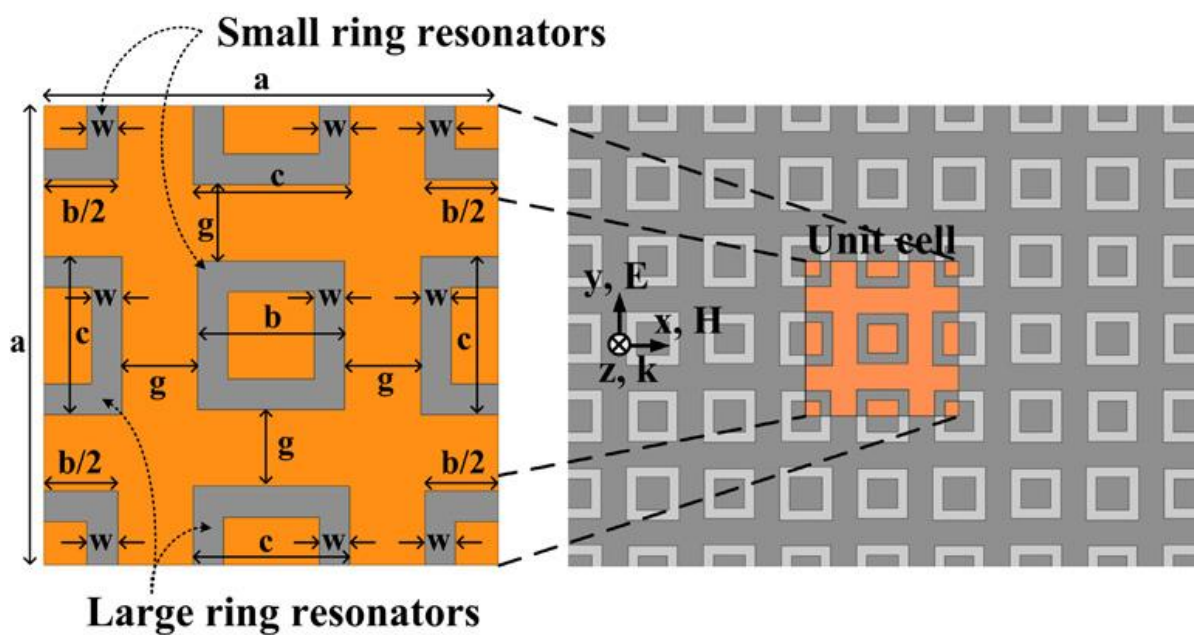 Small ring resonators
a
w w w
c
b/2 b/2
g
Unit cell
y, E
x, H
z, k
w w w
a c b c
g g
g
b/2 b/2
w w w
c
Large ring resonators